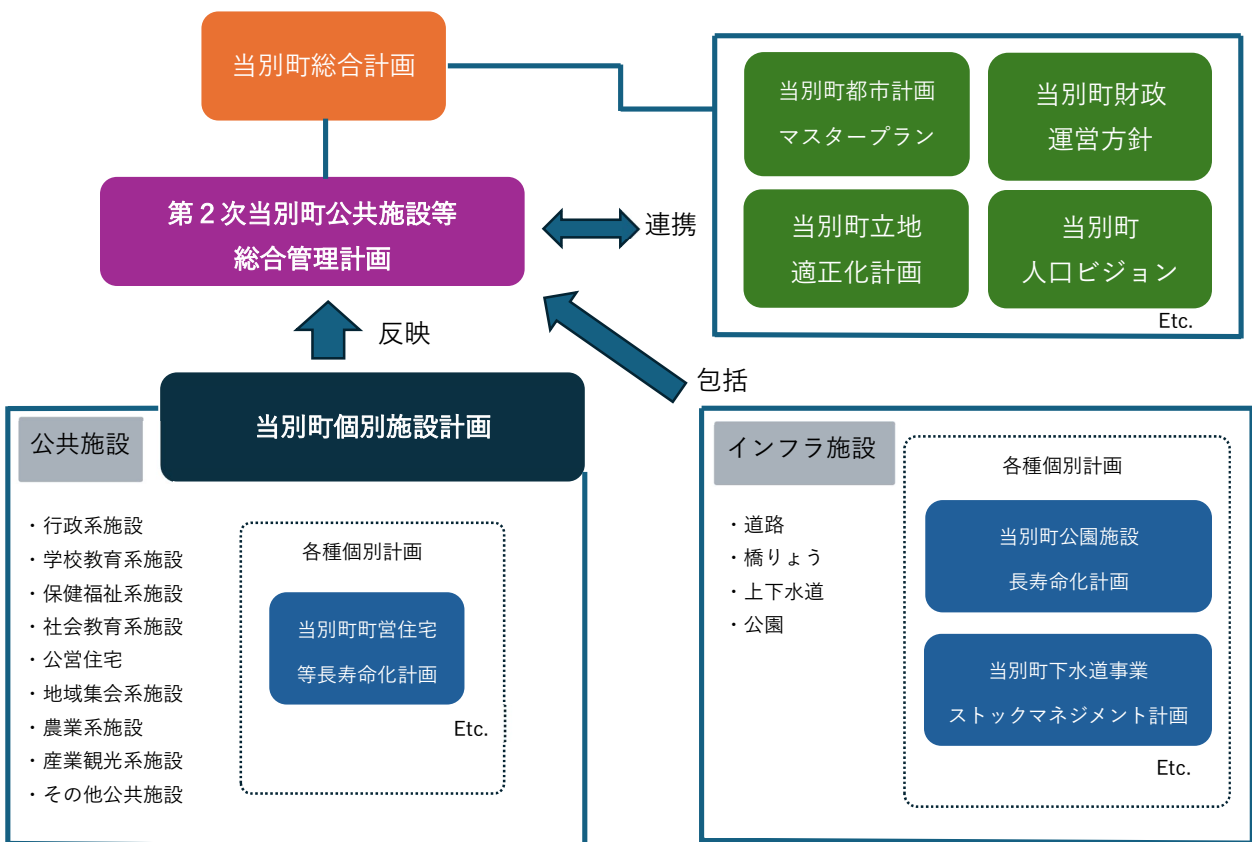 当別町総合計画
当別町都市計画
マスタープラン
当別町財政
運営方針
当別町立地
適正化計画
当別町
人口ビジョン
Etc.
第２次当別町公共施設等
総合管理計画
連携
反映
包括
当別町個別施設計画
公共施設
・行政系施設
・学校教育系施設
・保健福祉系施設
・社会教育系施設
・公営住宅
・地域集会系施設
・農業系施設
・産業観光系施設
・その他公共施設
各種個別計画
当別町町営住宅
等長寿命化計画
Etc.
インフラ施設
・道路
・橋りょう
・上下水道
・公園
各種個別計画
当別町公園施設
長寿命化計画
当別町下水道事業
ストックマネジメント計画
Etc.